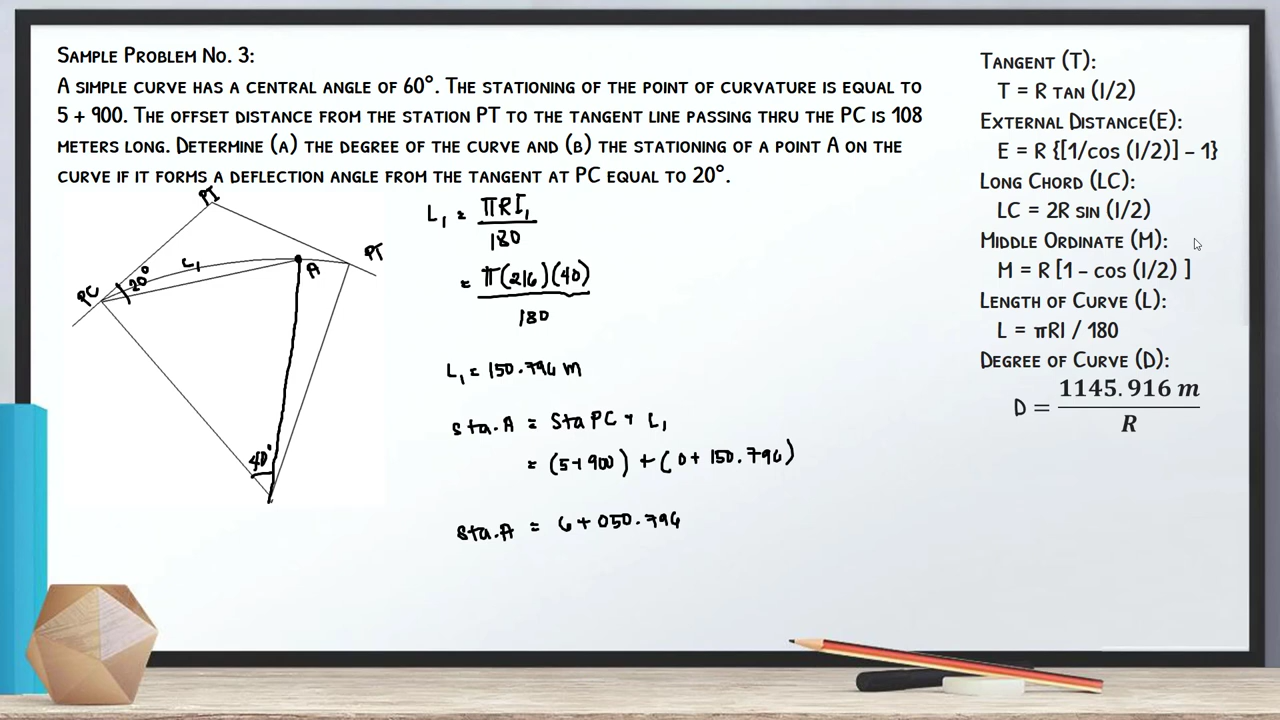 Sample Problem No. 3:
A simple curve has a central angle of 60°. The stationing of the point of curvature is equal to
5 + 900. The offset distance from the station PT to the tangent line passing thru the PC is 108
meters long. Determine (a) the degree of the curve and (b) the stationing of a point A on the
curve if it forms a deflection angle from the tangent at PC equal to 20°.
PI
PT
PC
20°
L₁
A
40°
L₁ = πRI₁
180
= π(216)(40)
180
L₁ = 150.796 m
Sta.A = Sta PC + L₁
= (5+900) + (0+150.796)
Sta.A = 6+050.796
Tangent (T):
T = R tan (I/2)
External Distance(E):
E = R {[1/cos (I/2)] - 1}
Long Chord (LC):
LC = 2R sin (I/2)
Middle Ordinate (M):
M = R [1 - cos (I/2) ]
Length of Curve (L):
L = πRI / 180
Degree of Curve (D):
D = 1145.916 m
R